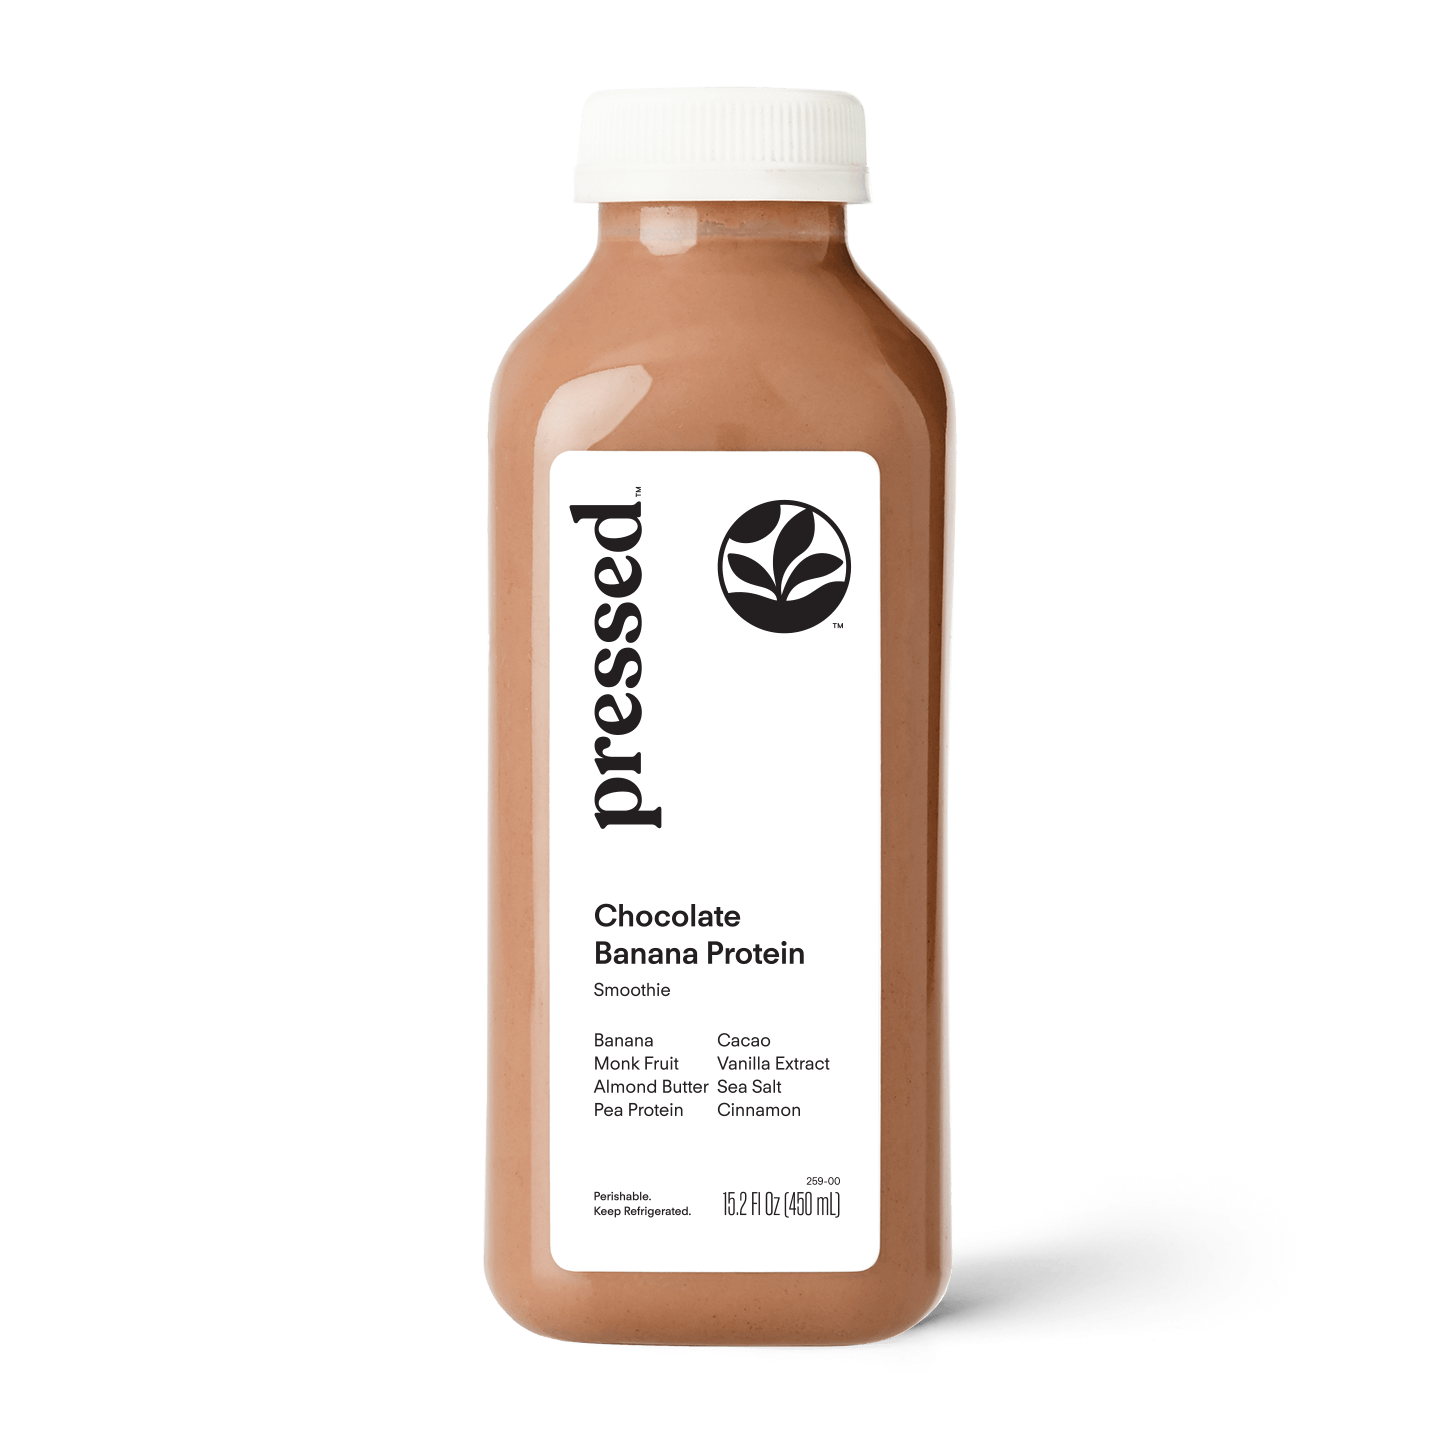 pressed™
™
Chocolate
Banana Protein
Smoothie
Banana
Monk Fruit
Almond Butter
Pea Protein
Cacao
Vanilla Extract
Sea Salt
Cinnamon
259-00
Perishable.
Keep Refrigerated.
15.2 Fl Oz (450 mL)